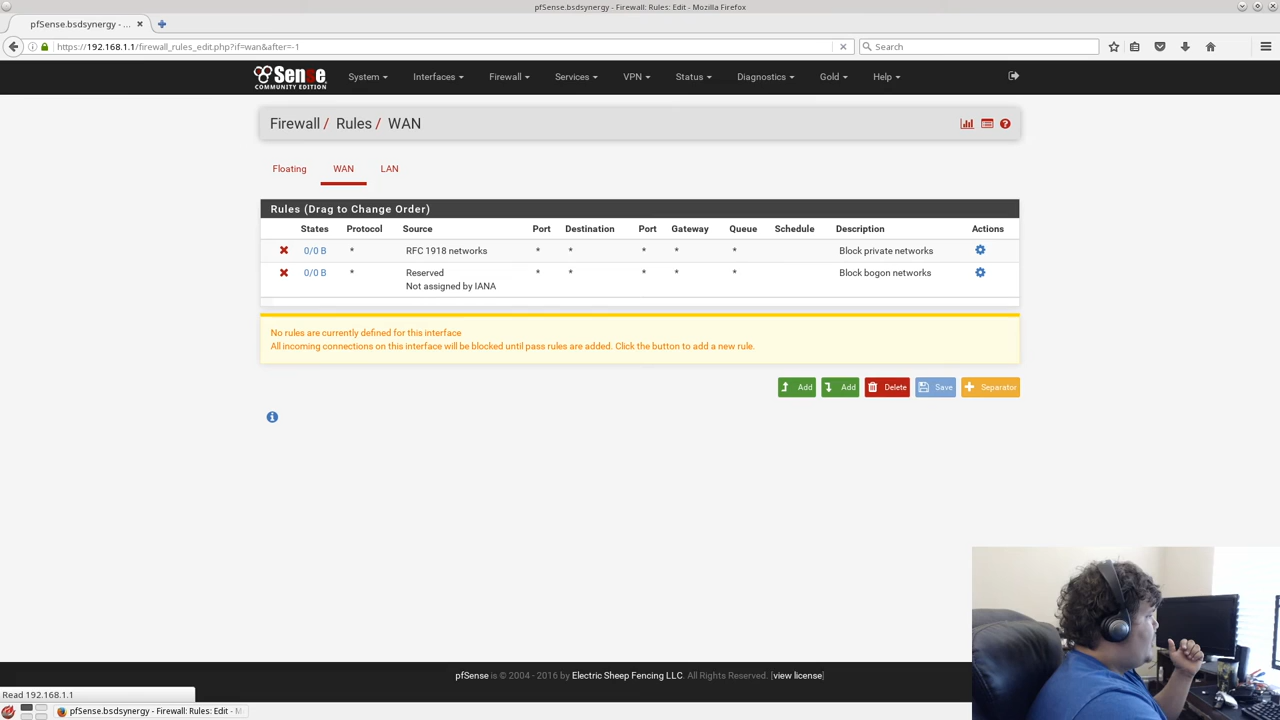 pfSense.bsdsynergy - Firewall: Rules: Edit - Mozilla Firefox
pfSense.bsdsynergy - ...
https://192.168.1.1/firewall_rules_edit.php?if=wan&after=-1
Search
Sense
COMMUNITY EDITION
System
Interfaces
Firewall
Services
VPN
Status
Diagnostics
Gold
Help
Firewall / Rules / WAN
Floating
WAN
LAN
Rules (Drag to Change Order)
States Protocol Source Port Destination Port Gateway Queue Schedule Description Actions
0/0 B * RFC 1918 networks * * * * * Block private networks
0/0 B * Reserved * * * * * Block bogon networks
Not assigned by IANA
No rules are currently defined for this interface
All incoming connections on this interface will be blocked until pass rules are added. Click the button to add a new rule.
Add
Add
Delete
Save
Separator
pfSense is © 2004 - 2016 by Electric Sheep Fencing LLC. All Rights Reserved. [view license]
Read 192.168.1.1
pfSense.bsdsynergy - Firewall: Rules: Edit - M